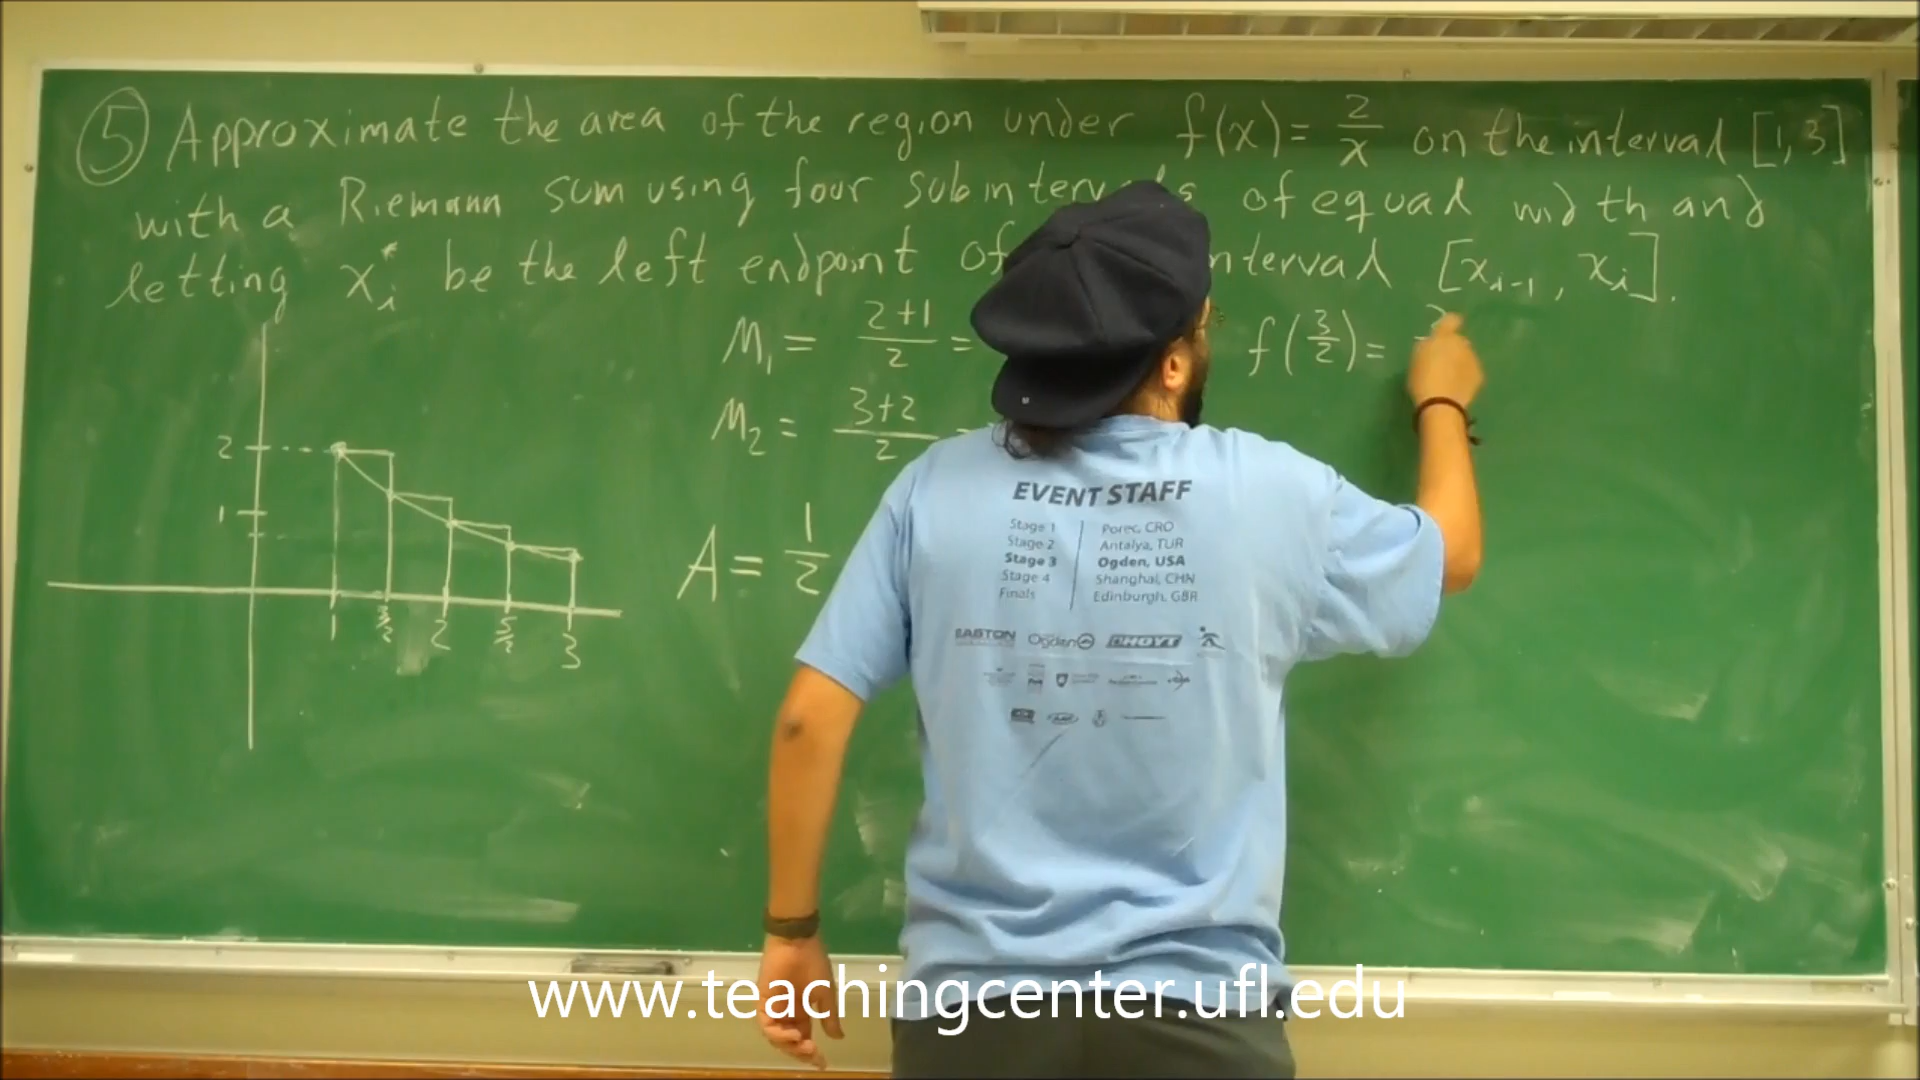 ⑤ Approximate the area of the region under f(x) = 2/x on the interval [1, 3]
with a Riemann sum using four subintervals of equal width and
letting xᵢ* be the left endpoint of nterval [xᵢ₋₁, xᵢ].
M₁ = (2+1)/2 = f(3/2) = 2
M₂ = (3+2)/2
A = 1/2
2
1
1 3/2 2 5/2 3
EVENT STAFF
Stage 1 Porec, CRO
Stage 2 Antalya, TUR
Stage 3 Ogden, USA
Stage 4 Shanghai, CHN
Finals Edinburgh, GBR
EASTON Ogden HOYT
www.teachingcenter.ufl.edu